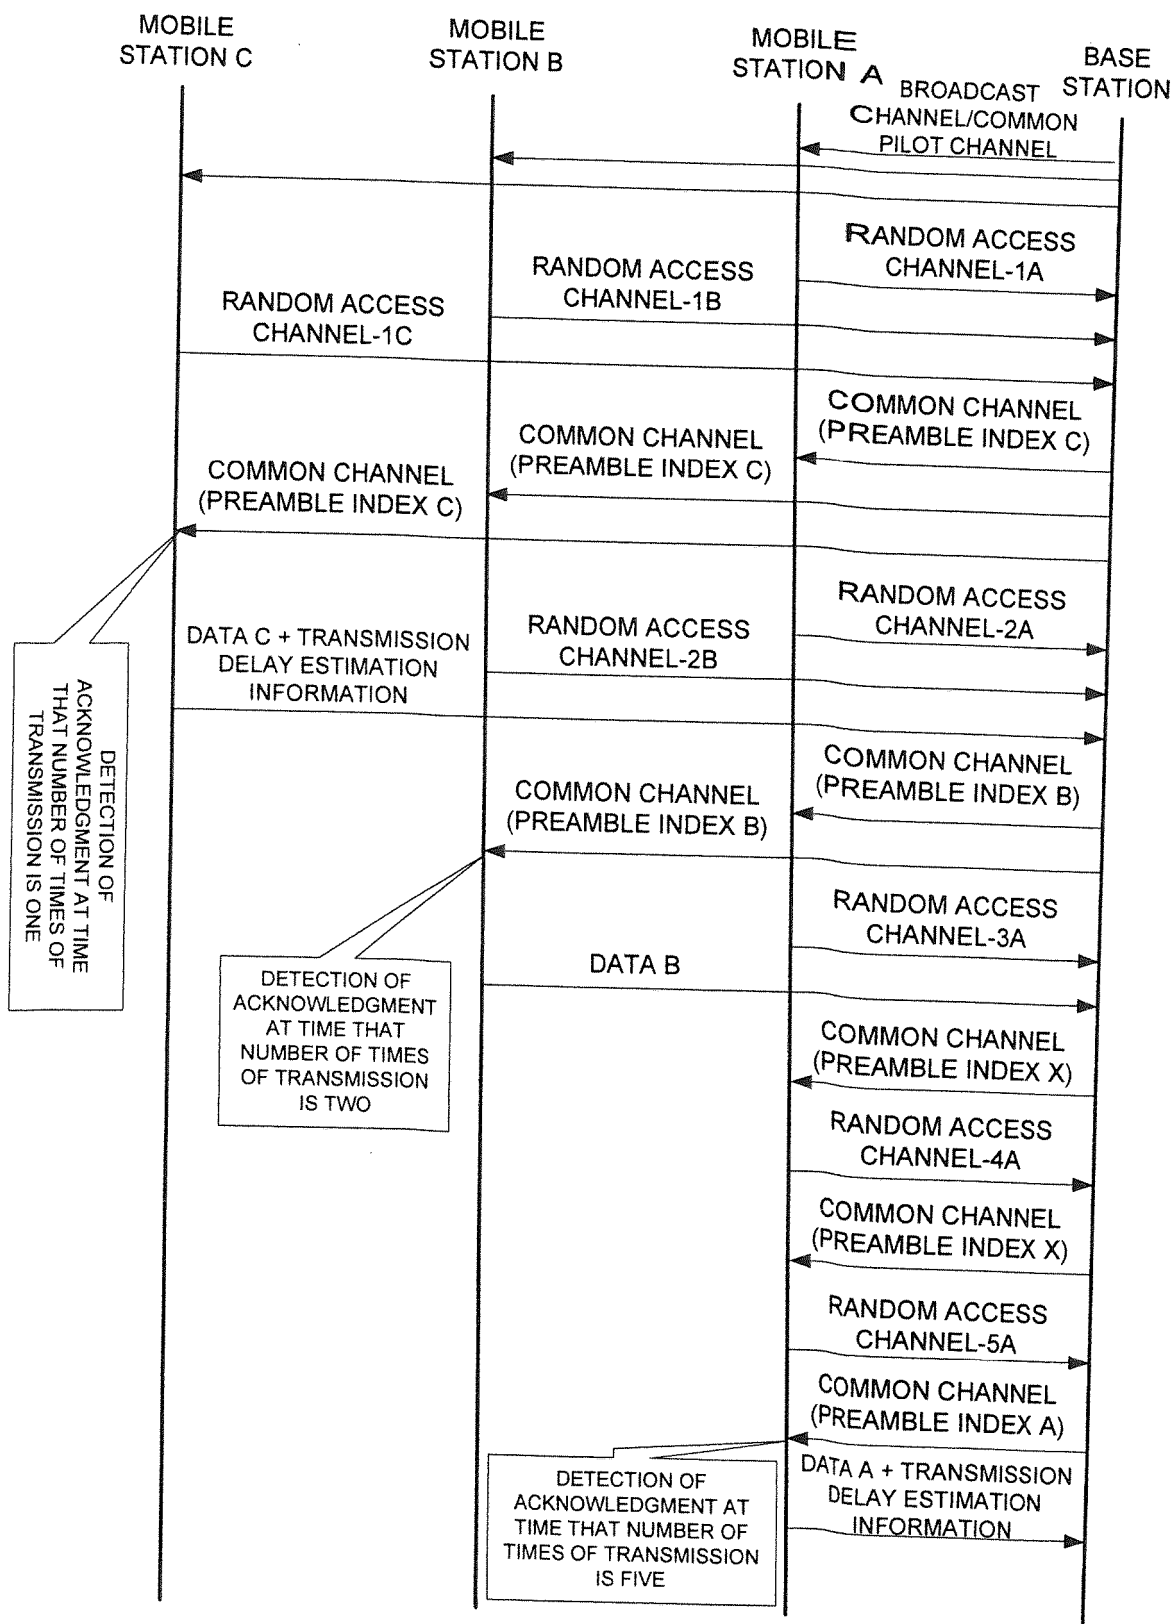 MOBILE
STATION C
MOBILE
STATION B
MOBILE
STATION A
BASE
STATION
BROADCAST
CHANNEL/COMMON
PILOT CHANNEL
RANDOM ACCESS
CHANNEL-1A
RANDOM ACCESS
CHANNEL-1B
RANDOM ACCESS
CHANNEL-1C
COMMON CHANNEL
(PREAMBLE INDEX C)
COMMON CHANNEL
(PREAMBLE INDEX C)
COMMON CHANNEL
(PREAMBLE INDEX C)
DETECTION OF
ACKNOWLEDGMENT AT TIME
THAT NUMBER OF TIMES OF
TRANSMISSION IS ONE
RANDOM ACCESS
CHANNEL-2A
RANDOM ACCESS
CHANNEL-2B
DATA C + TRANSMISSION
DELAY ESTIMATION
INFORMATION
COMMON CHANNEL
(PREAMBLE INDEX B)
COMMON CHANNEL
(PREAMBLE INDEX B)
DETECTION OF
ACKNOWLEDGMENT
AT TIME THAT
NUMBER OF TIMES
OF TRANSMISSION
IS TWO
RANDOM ACCESS
CHANNEL-3A
DATA B
COMMON CHANNEL
(PREAMBLE INDEX X)
RANDOM ACCESS
CHANNEL-4A
COMMON CHANNEL
(PREAMBLE INDEX X)
RANDOM ACCESS
CHANNEL-5A
COMMON CHANNEL
(PREAMBLE INDEX A)
DETECTION OF
ACKNOWLEDGMENT AT
TIME THAT NUMBER OF
TIMES OF TRANSMISSION
IS FIVE
DATA A + TRANSMISSION
DELAY ESTIMATION
INFORMATION